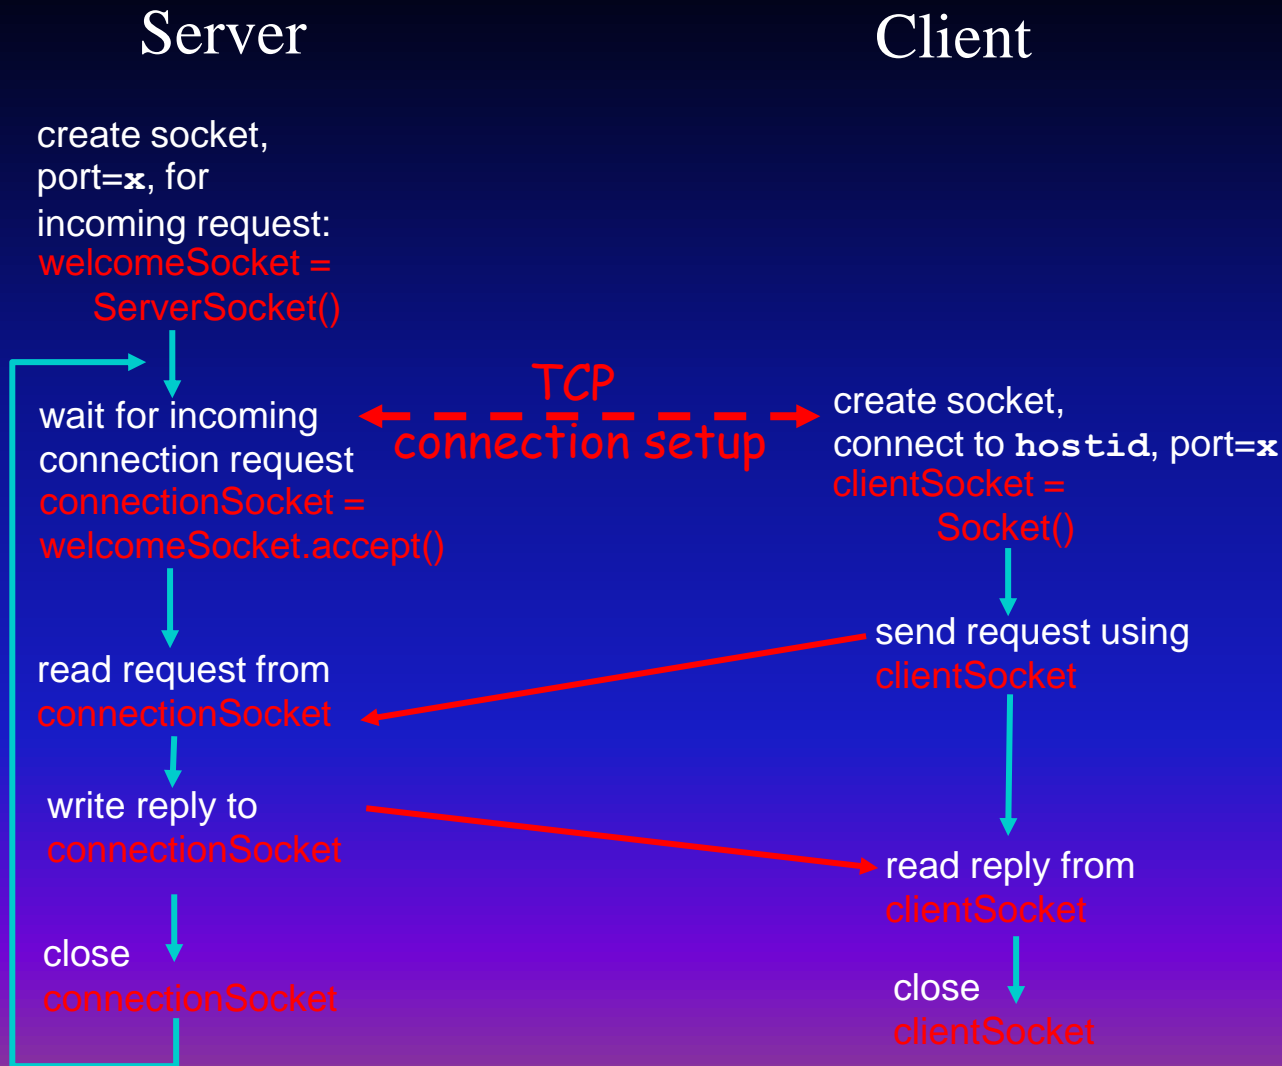 Server
Client
create socket,
port=x, for
incoming request:
welcomeSocket =
ServerSocket()
wait for incoming
connection request
connectionSocket =
welcomeSocket.accept()
TCP
connection setup
create socket,
connect to hostid, port=x
clientSocket =
Socket()
send request using
clientSocket
read request from
connectionSocket
write reply to
connectionSocket
read reply from
clientSocket
close
connectionSocket
close
clientSocket